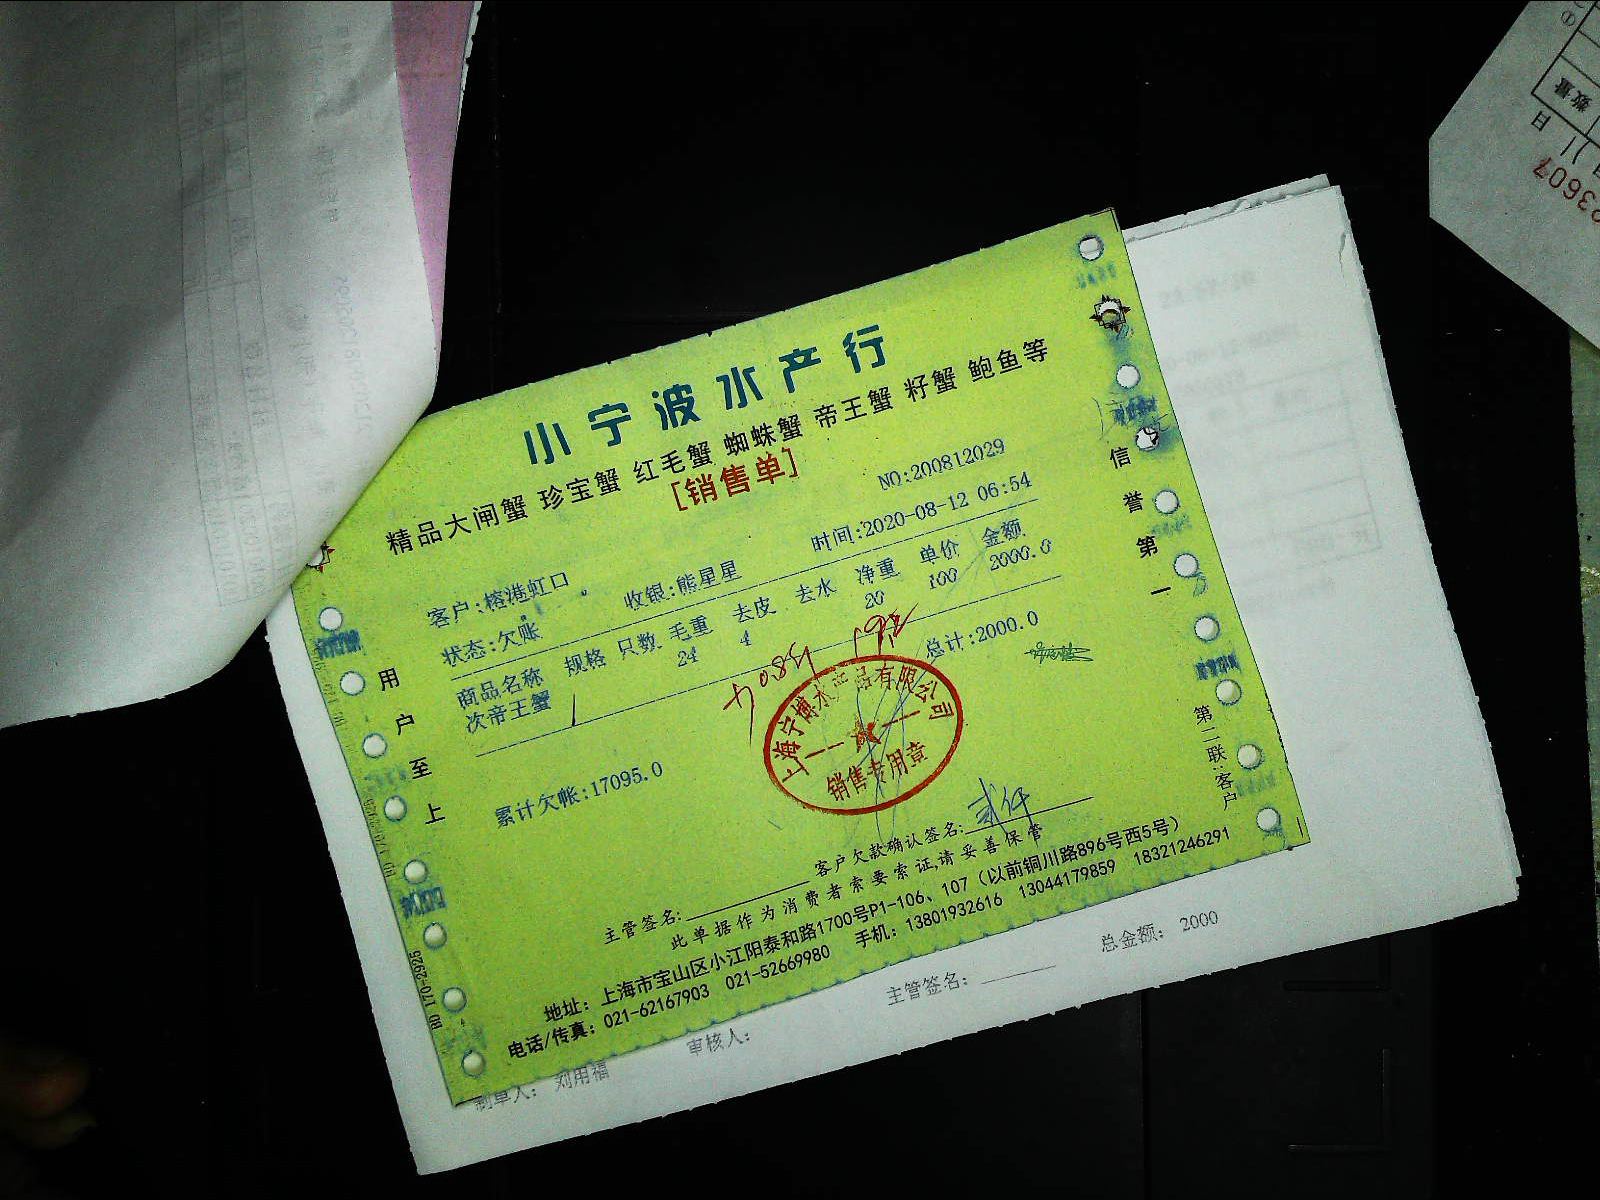 小宁波水产行
精品大闸蟹 珍宝蟹 红毛蟹 蜘蛛蟹 帝王蟹 籽蟹 鲍鱼等
[销售单]
NO:200812029
客户:榕港虹口
收银:熊星星
时间:2020-08-12 06:54
状态:欠账
商品名称 规格 只数 毛重 去皮 去水 净重 单价 金额
次帝王蟹 24 4 20 100 2000.0
总计:2000.0
累计欠帐:17095.0
上海宁博水产品有限公司
销售专用章
客户欠款确认签名: 贰仟
主管签名:
此单据作为消费者索要索证,请妥善保管
地址: 上海市宝山区小江阳泰和路1700号P1-106、107 (以前铜川路896号西5号)
电话/传真: 021-62167903 021-52669980 手机: 13801932616 13044179859 18321246291
用户至上
信誉第一
第二联:客户
BD 170-2925
制单人: 刘用福
审核人:
主管签名:
总金额: 2000
数量
日
23607